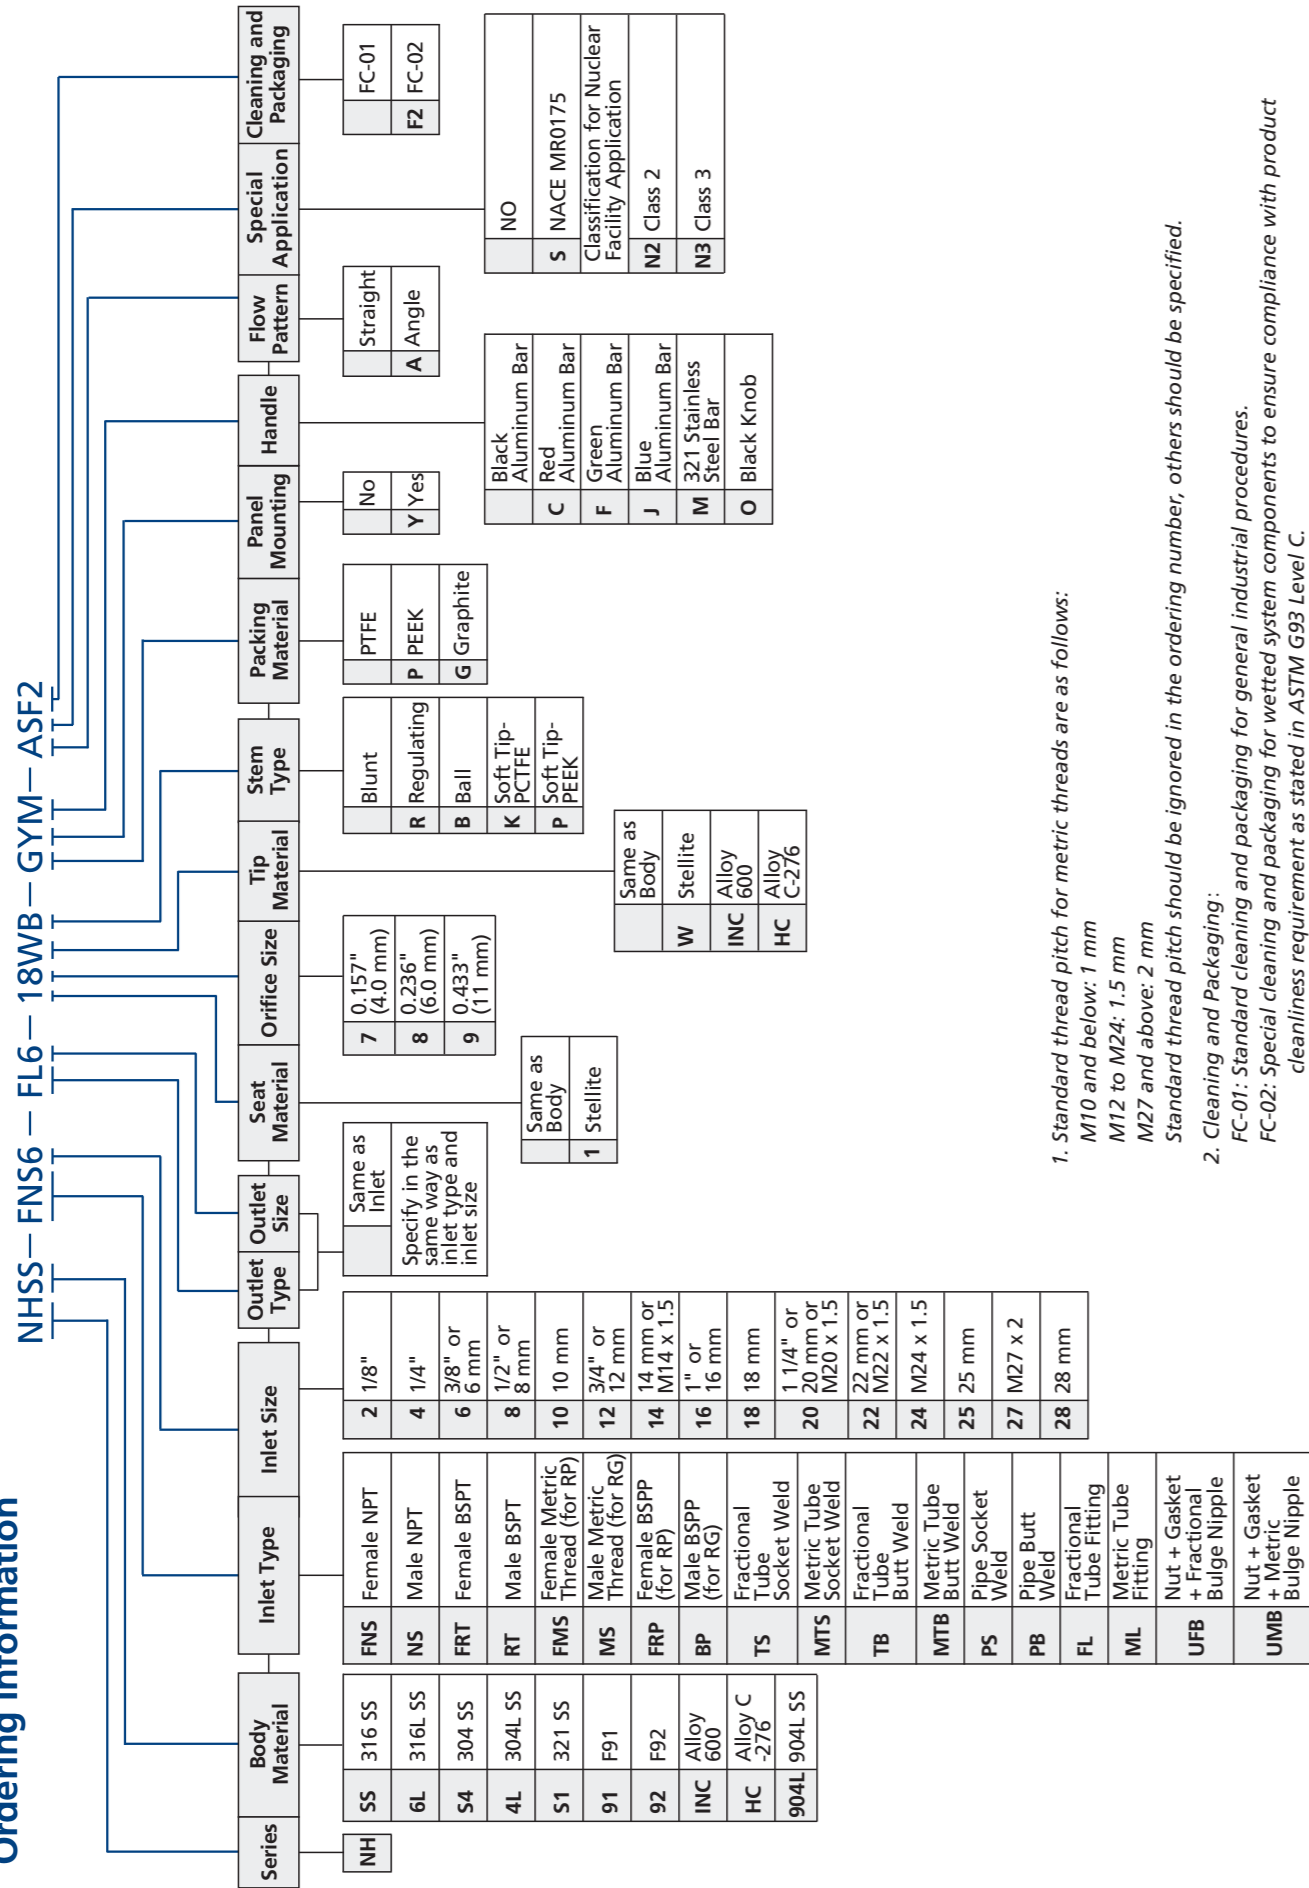 Ordering Information
NHSS— FNS6 — FL6— 18WB— GYM— ASF2
Series
NH
Body
Material
SS 316 SS
6L 316L SS
S4 304 SS
4L 304L SS
S1 321 SS
91 F91
92 F92
INC Alloy
600
HC Alloy C
-276
904L 904L SS
Inlet Type
FNS Female NPT
NS Male NPT
FRT Female BSPT
RT Male BSPT
FMS Female Metric
Thread (for RP)
MS Male Metric
Thread (for RG)
FRP Female BSPP
(for RP)
BP Male BSPP
(for RG)
TS Fractional
Tube
Socket Weld
MTS Metric Tube
Socket Weld
TB Fractional
Tube
Butt Weld
MTB Metric Tube
Butt Weld
PS Pipe Socket
Weld
PB Pipe Butt
Weld
FL Fractional
Tube Fitting
ML Metric Tube
Fitting
UFB Nut + Gasket
+ Fractional
Bulge Nipple
UMB Nut + Gasket
+ Metric
Bulge Nipple
Inlet Size
2 1/8"
4 1/4"
6 3/8" or
6 mm
8 1/2" or
8 mm
10 10 mm
12 3/4" or
12 mm
14 14 mm or
M14 x 1.5
16 1" or
16 mm
18 18 mm
20 1 1/4" or
20 mm or
M20 x 1.5
22 22 mm or
M22 x 1.5
24 M24 x 1.5
25 25 mm
27 M27 x 2
28 28 mm
Outlet
Type
Outlet
Size
Same as
Inlet
Specify in the
same way as
inlet type and
inlet size
Seat
Material
Same as
Body
1 Stellite
Orifice Size
7 0.157"
(4.0 mm)
8 0.236"
(6.0 mm)
9 0.433"
(11 mm)
Tip
Material
Same as
Body
W Stellite
INC Alloy
600
HC Alloy
C-276
Stem
Type
Blunt
R Regulating
B Ball
K Soft Tip-
PCTFE
P Soft Tip-
PEEK
Packing
Material
PTFE
P PEEK
G Graphite
Panel
Mounting
No
Y Yes
Handle
Black
Aluminum Bar
C Red
Aluminum Bar
F Green
Aluminum Bar
J Blue
Aluminum Bar
M 321 Stainless
Steel Bar
O Black Knob
Flow
Pattern
Straight
A Angle
Special
Application
NO
S NACE MR0175
Classification for Nuclear
Facility Application
N2 Class 2
N3 Class 3
Cleaning and
Packaging
FC-01
F2 FC-02
1. Standard thread pitch for metric threads are as follows:
M10 and below: 1 mm
M12 to M24: 1.5 mm
M27 and above: 2 mm
Standard thread pitch should be ignored in the ordering number, others should be specified.
2. Cleaning and Packaging:
FC-01: Standard cleaning and packaging for general industrial procedures.
FC-02: Special cleaning and packaging for wetted system components to ensure compliance with product
cleanliness requirement as stated in ASTM G93 Level C.